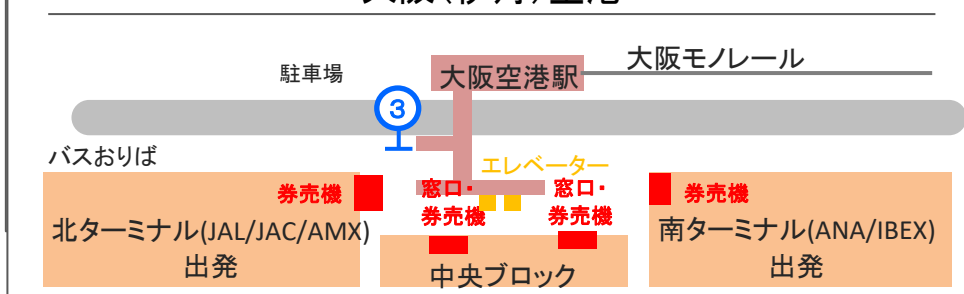 大阪モノレール
駐車場
大阪空港駅
3
バスおりば
エレベーター
券売機
窓口・
券売機
窓口・
券売機
券売機
北ターミナル(JAL/JAC/AMX)
出発
中央ブロック
南ターミナル(ANA/IBEX)
出発